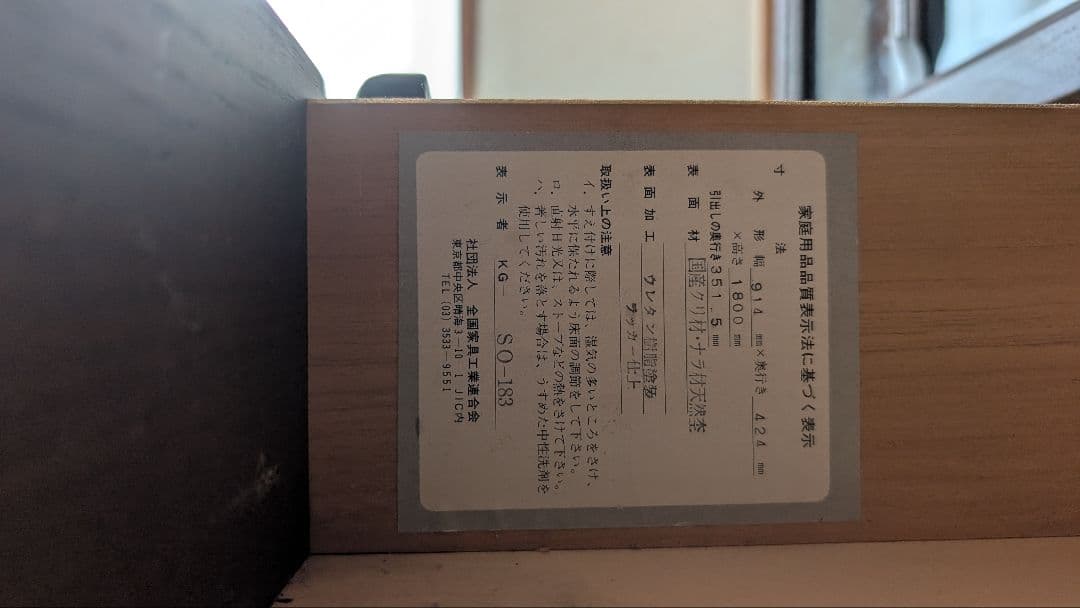 家庭用品品質表示法に基づく表示
寸法
外形 幅 914 mm×奥行き 424 mm
×高さ 1800 mm
引出しの奥行き 351.5 mm
表面材 国産クリ材・ナラ材天然杢
表面加工 ウレタン樹脂塗装
ラッカー仕上
取扱い上の注意
イ、すえ付けに際しては、湿気の多いところをさけ、
水平に保たれるよう床面の調節をして下さい。
ロ、直射日光又は、ストーブなどの熱をさけて下さい。
ハ、著しい汚れを落とす場合は、うすめた中性洗剤を
使用してください。
表示者 KG— SO-183
社団法人 全国家具工業連合会
東京都中央区晴海3-10-1 JIC内
TEL (03) 3533-9551